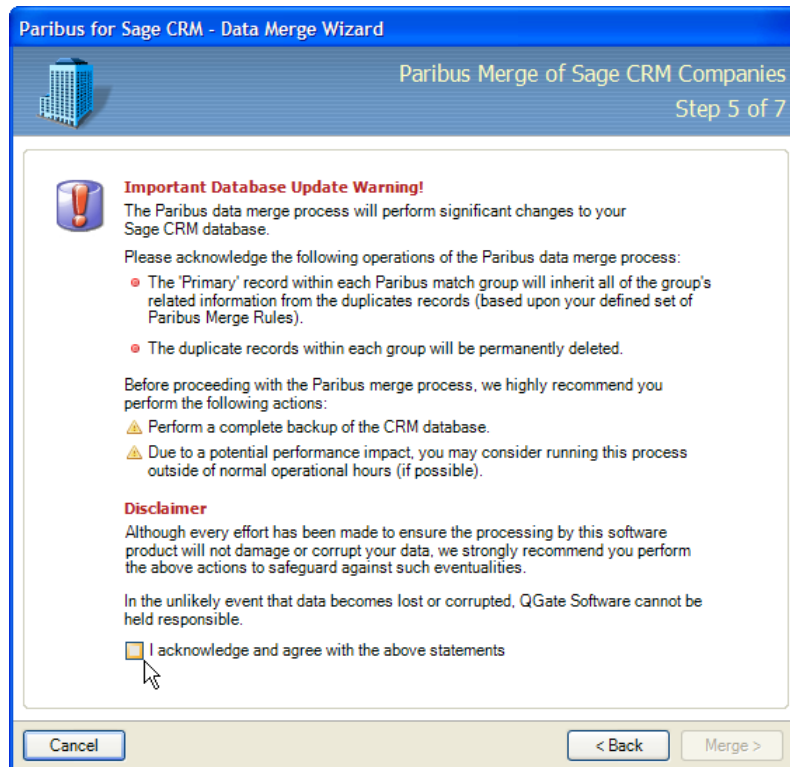 Paribus for Sage CRM - Data Merge Wizard
Paribus Merge of Sage CRM Companies
Step 5 of 7
Important Database Update Warning!
The Paribus data merge process will perform significant changes to your
Sage CRM database.
Please acknowledge the following operations of the Paribus data merge process:
The 'Primary' record within each Paribus match group will inherit all of the group's
related information from the duplicates records (based upon your defined set of
Paribus Merge Rules).
The duplicate records within each group will be permanently deleted.
Before proceeding with the Paribus merge process, we highly recommend you
perform the following actions:
Perform a complete backup of the CRM database.
Due to a potential performance impact, you may consider running this process
outside of normal operational hours (if possible).
Disclaimer
Although every effort has been made to ensure the processing by this software
product will not damage or corrupt your data, we strongly recommend you perform
the above actions to safeguard against such eventualities.
In the unlikely event that data becomes lost or corrupted, QGate Software cannot be
held responsible.
I acknowledge and agree with the above statements
Cancel
< Back
Merge >